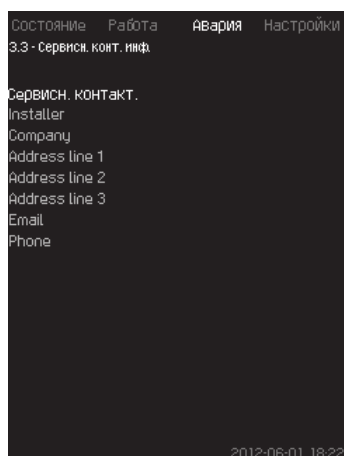 Состояние Работа Авария Настройки
3.3 - Сервисн. конт. инф.
Сервисн. контакт.
Installer
Company
Address line 1
Address line 2
Address line 3
Email
Phone
2012-06-01 18:22